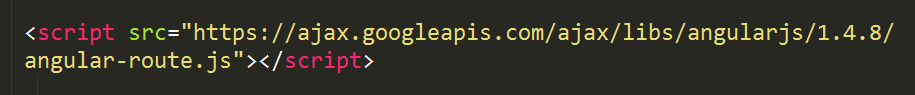 <script src="https://ajax.googleapis.com/ajax/libs/angularjs/1.4.8/
angular-route.js"></script>